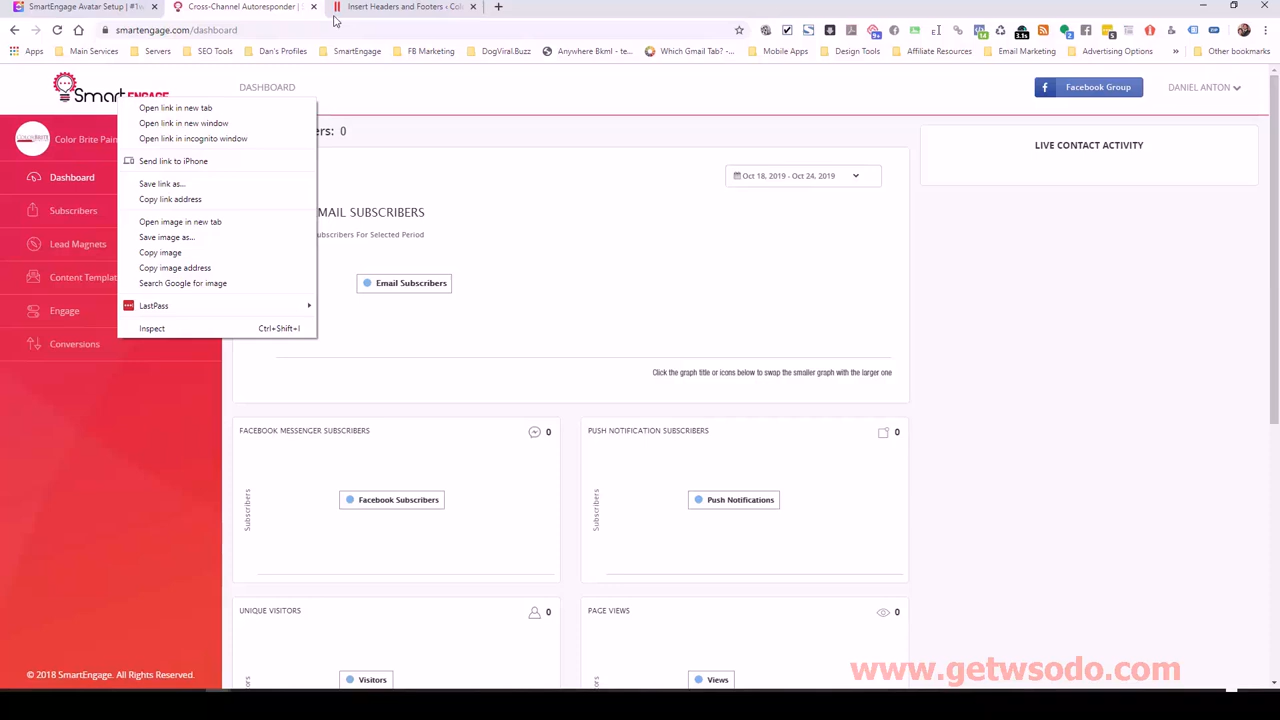 SmartEngage Avatar Setup | #1 w
Cross-Channel Autoresponder | S
Insert Headers and Footers ‹ Colo
smartengage.com/dashboard
Apps
Main Services
Servers
SEO Tools
Dan's Profiles
SmartEngage
FB Marketing
DogViral.Buzz
Anywhere Bkml - te...
Which Gmail Tab? -...
Mobile Apps
Design Tools
Affiliate Resources
Email Marketing
Advertising Options
»
Other bookmarks
Smart ENGAGE
DASHBOARD
Facebook Group
DANIEL ANTON
Color Brite Pain
Dashboard
Subscribers
Lead Magnets
Content Templat
Engage
Conversions
© 2018 SmartEngage. All Rights Reserved.
Open link in new tab
Open link in new window
Open link in incognito window
Send link to iPhone
Save link as...
Copy link address
Open image in new tab
Save image as...
Copy image
Copy image address
Search Google for image
LastPass
Inspect Ctrl+Shift+I
ers: 0
Oct 18, 2019 - Oct 24, 2019
MAIL SUBSCRIBERS
ubscribers For Selected Period
Email Subscribers
Click the graph title or icons below to swap the smaller graph with the larger one
LIVE CONTACT ACTIVITY
FACEBOOK MESSENGER SUBSCRIBERS 0
Subscribers
Facebook Subscribers
PUSH NOTIFICATION SUBSCRIBERS 0
Subscribers
Push Notifications
UNIQUE VISITORS 0
Visitors
PAGE VIEWS 0
Views
www.getwsodo.com